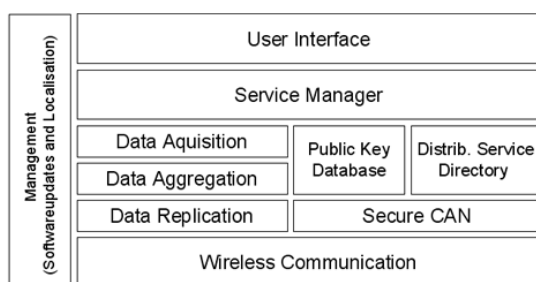 Management
(Softwareupdates and Localisation)
User Interface
Service Manager
Data Aquisition
Data Aggregation
Public Key
Database
Distrib. Service
Directory
Data Replication
Secure CAN
Wireless Communication